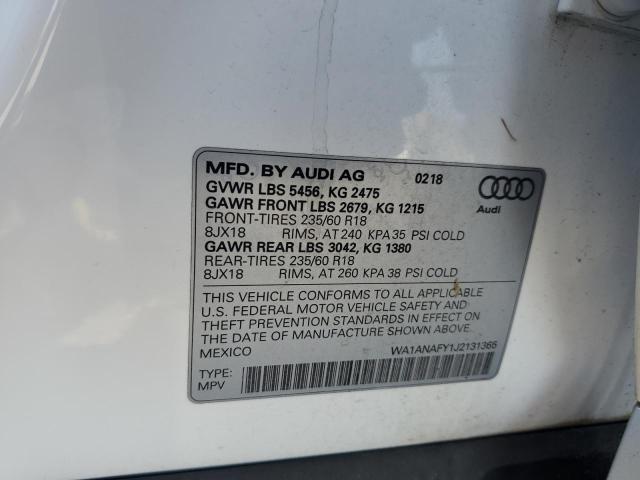 MFD. BY AUDI AG 0218
GVWR LBS 5456, KG 2475
GAWR FRONT LBS 2679, KG 1215
FRONT-TIRES 235/60 R18
8JX18 RIMS, AT 240 KPA 35 PSI COLD
GAWR REAR LBS 3042, KG 1380
REAR-TIRES 235/60 R18
8JX18 RIMS, AT 260 KPA 38 PSI COLD
Audi
THIS VEHICLE CONFORMS TO ALL APPLICABLE
U.S. FEDERAL MOTOR VEHICLE SAFETY AND
THEFT PREVENTION STANDARDS IN EFFECT ON
THE DATE OF MANUFACTURE SHOWN ABOVE.
MEXICO WA1ANAFY1J2131366
TYPE:
MPV